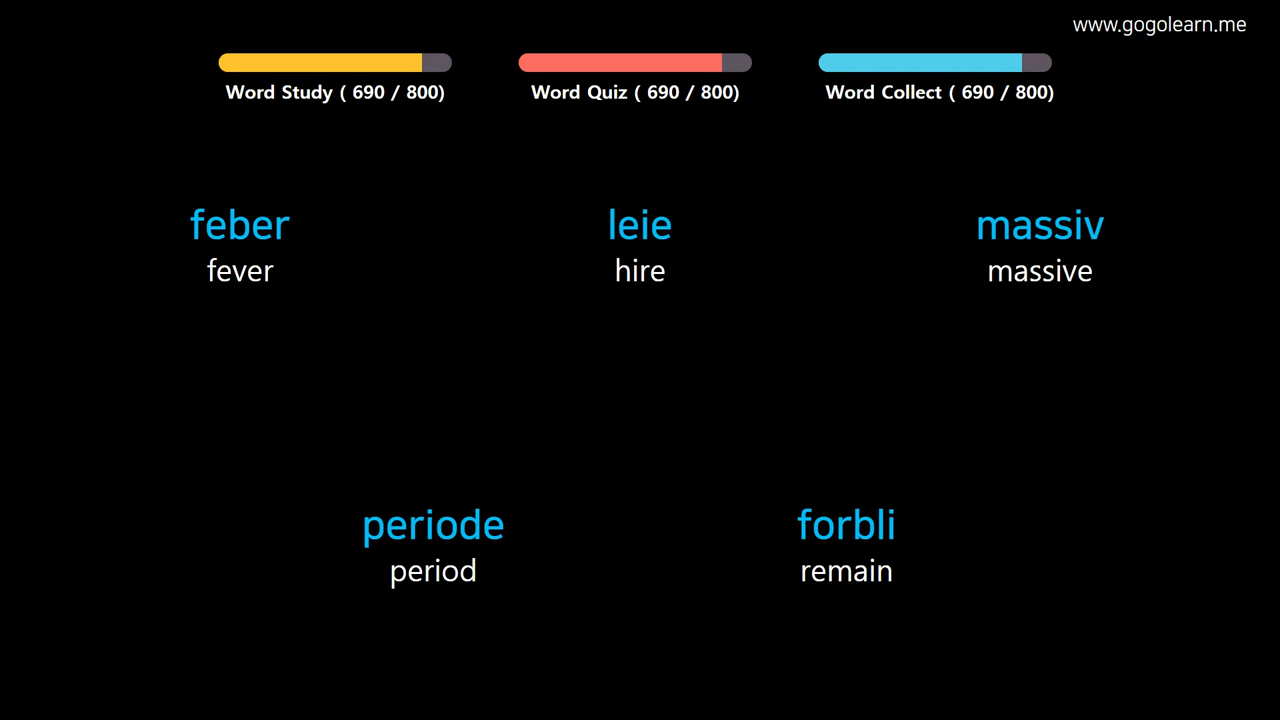 www.gogolearn.me
Word Study ( 690 / 800)
Word Quiz ( 690 / 800)
Word Collect ( 690 / 800)
feber
fever
leie
hire
massiv
massive
periode
period
forbli
remain